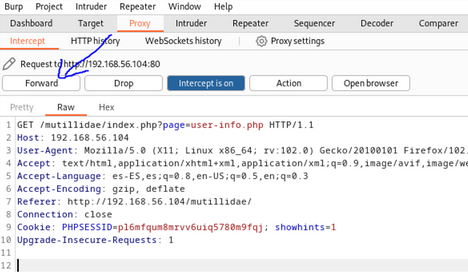 Burp Project Intruder Repeater Window Help
Dashboard Target Proxy Intruder Repeater Sequencer Decoder Comparer
Intercept HTTP history WebSockets history Proxy settings
Request to http://192.168.56.104:80
Forward Drop Intercept is on Action Open browser
Pretty Raw Hex
1 GET /mutillidae/index.php?page=user-info.php HTTP/1.1
2 Host: 192.168.56.104
3 User-Agent: Mozilla/5.0 (X11; Linux x86_64; rv:102.0) Gecko/20100101 Firefox/102.
4 Accept: text/html,application/xhtml+xml,application/xml;q=0.9,image/avif,image/we
5 Accept-Language: es-ES,es;q=0.8,en-US;q=0.5,en;q=0.3
6 Accept-Encoding: gzip, deflate
7 Referer: http://192.168.56.104/mutillidae/
8 Connection: close
9 Cookie: PHPSESSID=p16mfqum8mrvv6uiq5780m9fqj; showhints=1
10 Upgrade-Insecure-Requests: 1
11
12